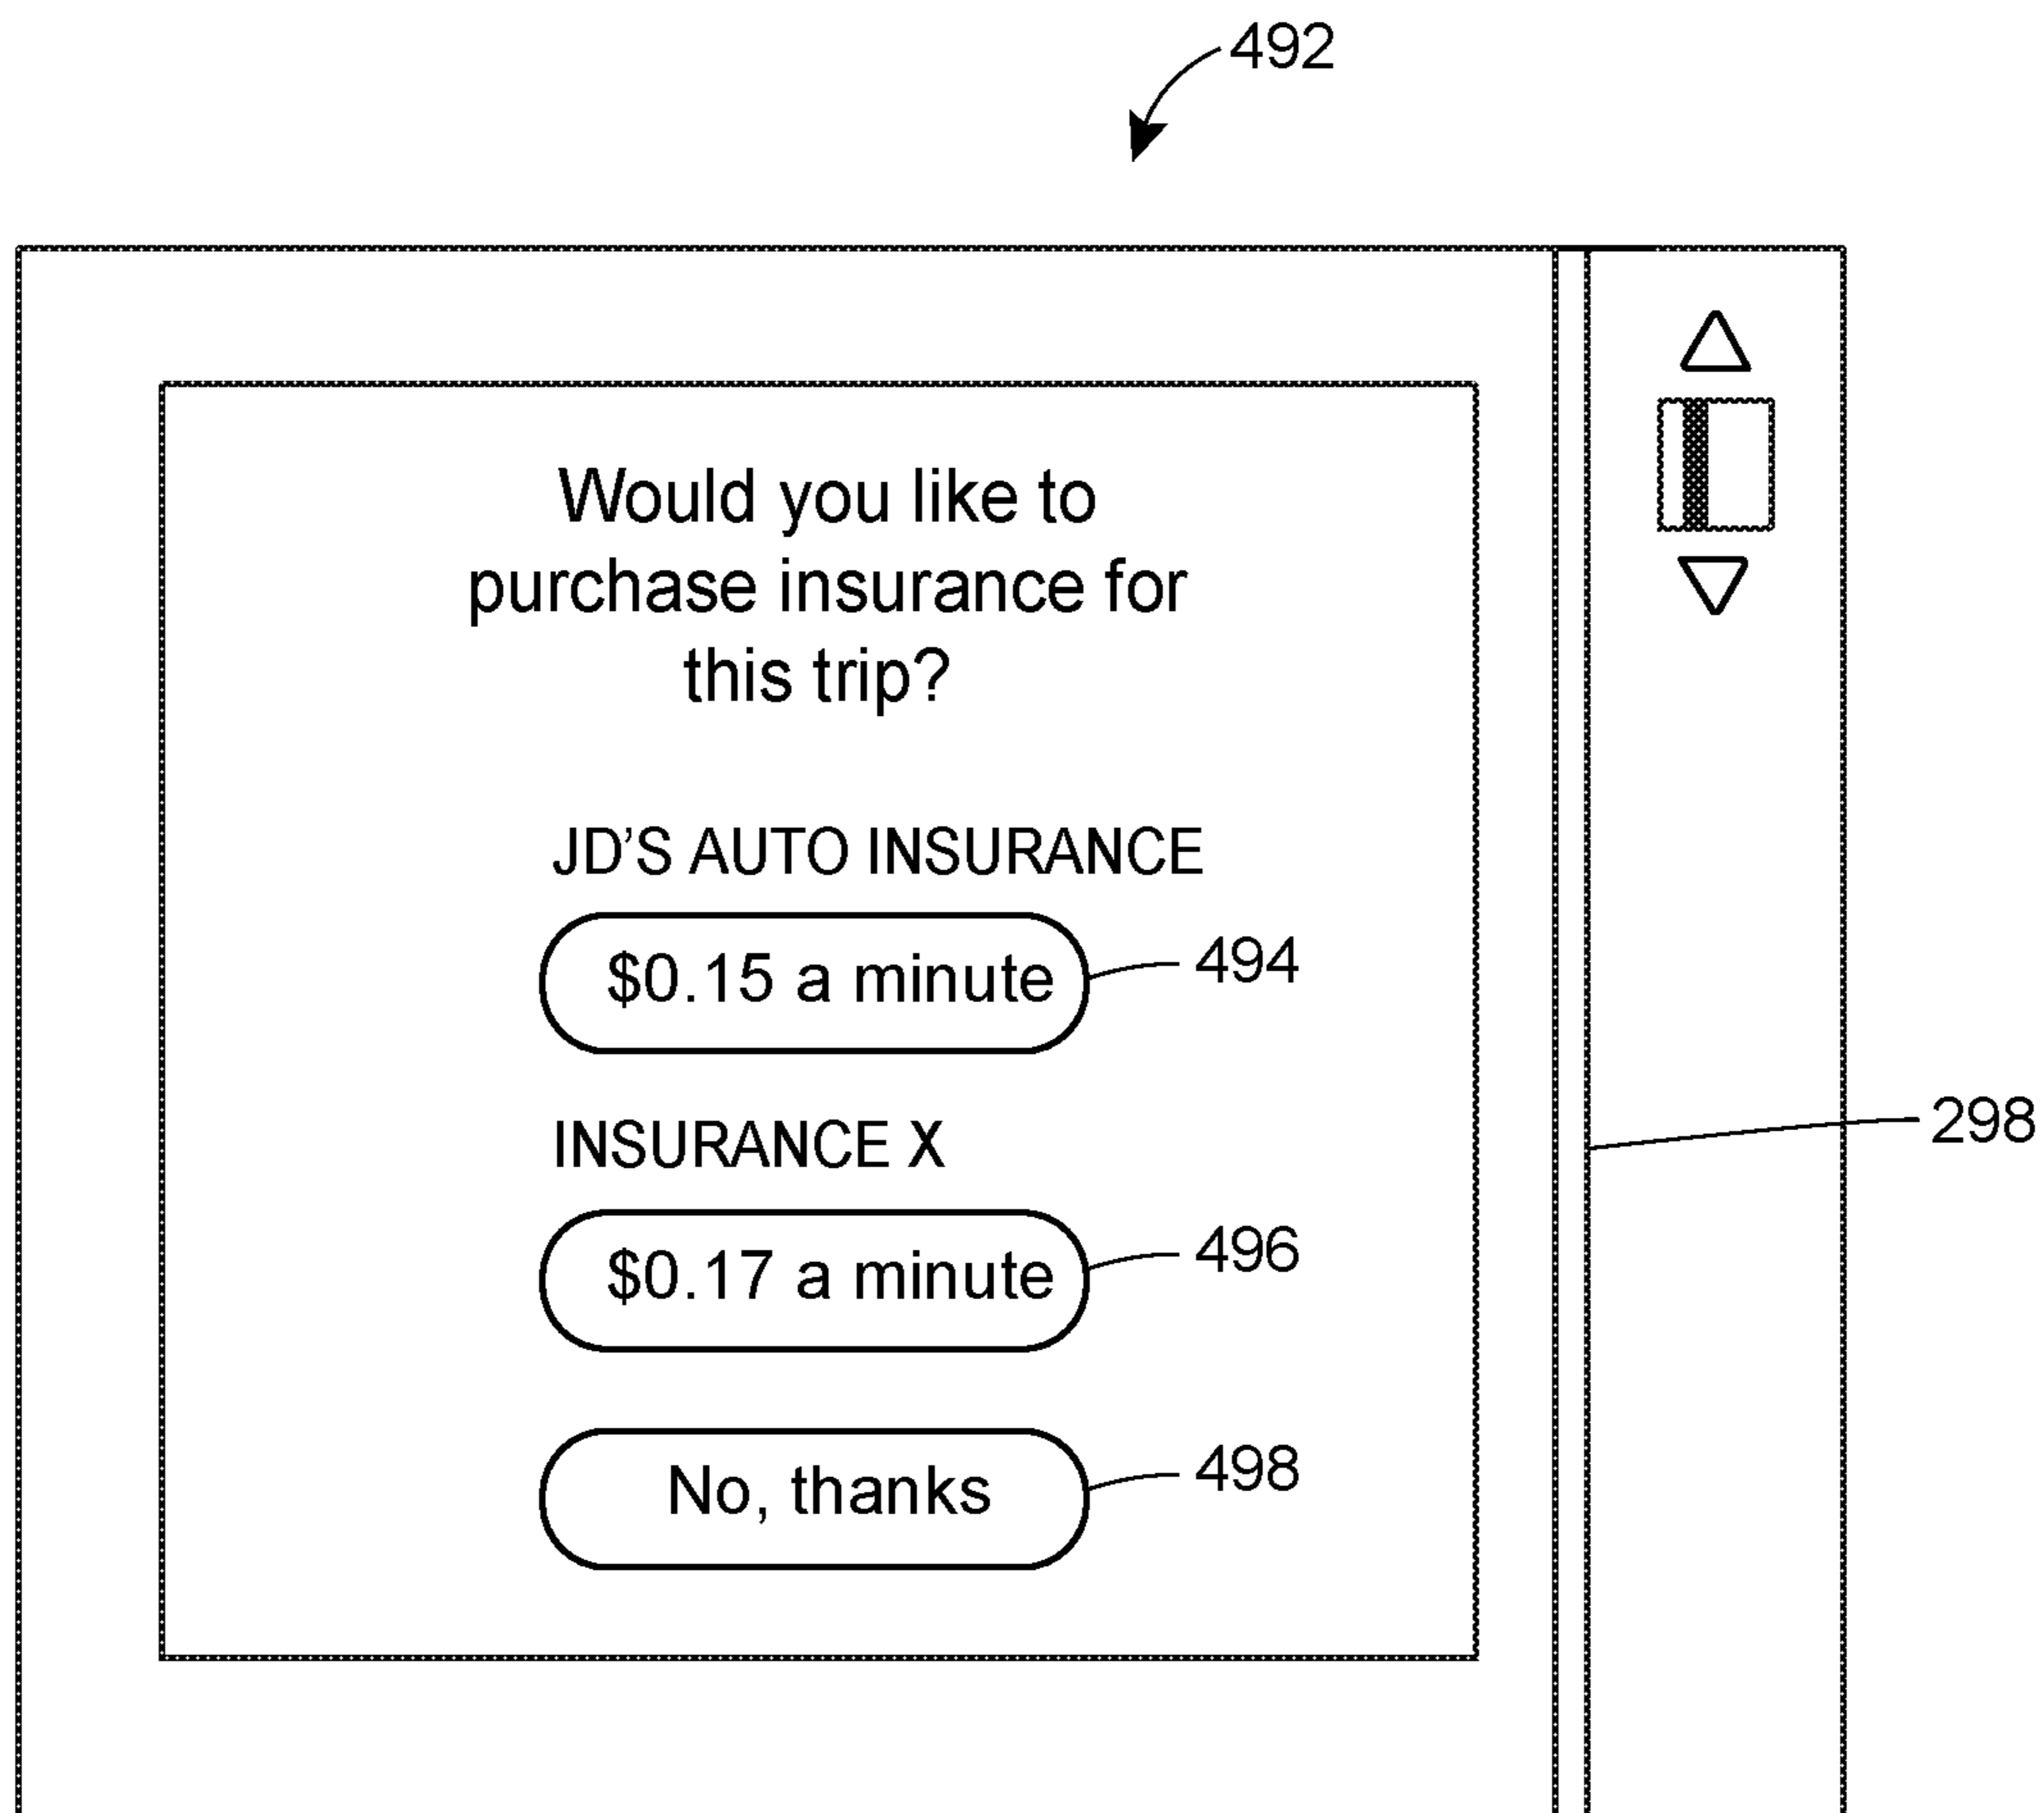 492
Would you like to
purchase insurance for
this trip?
JD'S AUTO INSURANCE
$0.15 a minute
494
298
INSURANCE X
$0.17 a minute
496
No, thanks
498